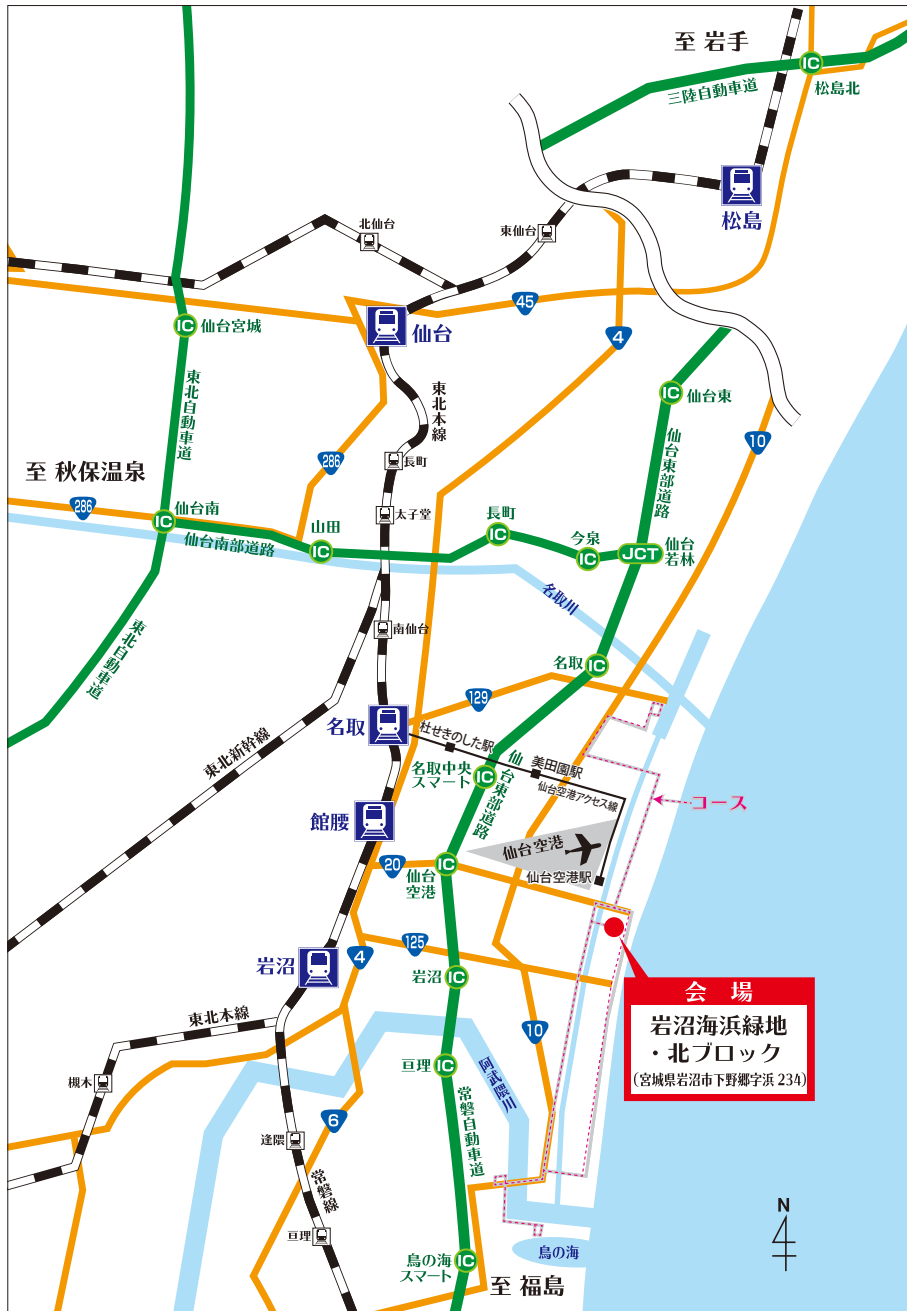 至 岩手
IC
松島北
三陸自動車道
松島
北仙台
東仙台
45
4
IC
仙台宮城
仙台
東北自動車道
東北本線
IC
仙台東
10
仙台東部道路
至 秋保温泉
286
長町
286
仙台南
IC
太子堂
山田
IC
長町
IC
今泉
IC
JCT
仙台
若林
仙台南部道路
名取川
東北自動車道
南仙台
名取
IC
129
名取
杜せきのした駅
東北新幹線
美田園駅
名取中央
スマート
IC
仙台東部道路
仙台空港アクセス線
コース
館腰
仙台空港
20
IC
仙台
空港
仙台空港駅
125
4
岩沼
岩沼
IC
会 場
岩沼海浜緑地
・北ブロック
(宮城県岩沼市下野郷字浜 234)
東北本線
10
槻木
亘理
IC
阿武隈川
6
逢隈
常磐自動車道
常磐線
亘理
N
鳥の海
鳥の海
スマート
IC
至 福島